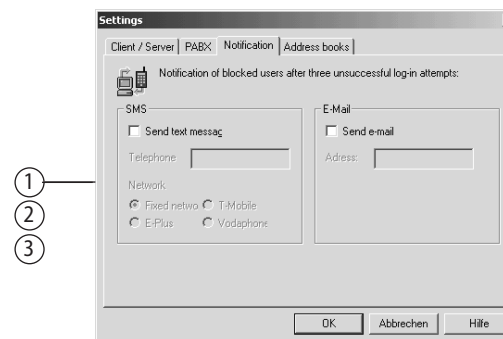 Settings
Client / Server PABX Notification Address books
Notification of blocked users after three unsuccessful log-in attempts:
SMS
Send text messag
Telephone
Network
Fixed netwo T-Mobile
E-Plus Vodaphone
E-Mail
Send e-mail
Adress:
1
2
3
OK Abbrechen Hilfe